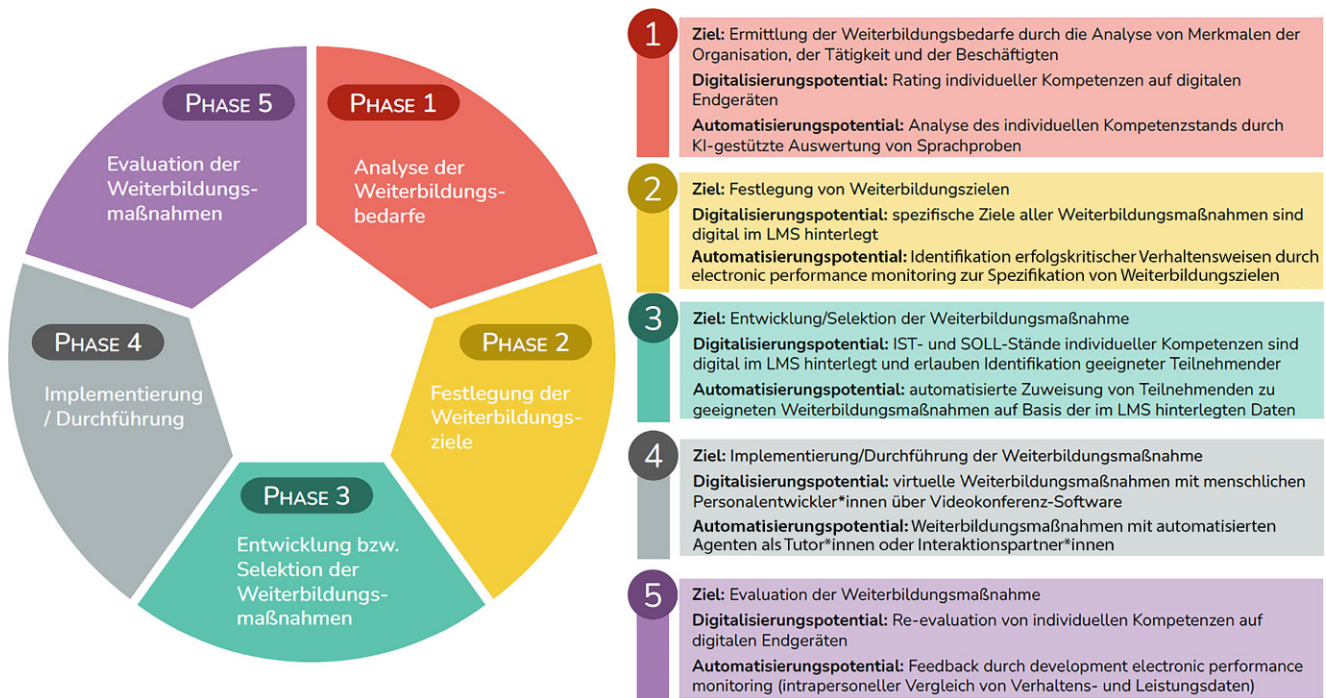 PHASE 5
Evaluation der
Weiterbildungs-
maßnahmen
PHASE 1
Analyse der
Weiterbildungs-
bedarfe
PHASE 4
Implementierung
/ Durchführung
PHASE 2
Festlegung der
Weiterbildungs-
ziele
PHASE 3
Entwicklung bzw.
Selektion der
Weiterbildungs-
maßnahmen
1
Ziel: Ermittlung der Weiterbildungsbedarfe durch die Analyse von Merkmalen der
Organisation, der Tätigkeit und der Beschäftigten
Digitalisierungspotential: Rating individueller Kompetenzen auf digitalen
Endgeräten
Automatisierungspotential: Analyse des individuellen Kompetenzstands durch
KI-gestützte Auswertung von Sprachproben
2
Ziel: Festlegung von Weiterbildungszielen
Digitalisierungspotential: spezifische Ziele aller Weiterbildungsmaßnahmen sind
digital im LMS hinterlegt
Automatisierungspotential: Identifikation erfolgskritischer Verhaltensweisen durch
electronic performance monitoring zur Spezifikation von Weiterbildungszielen
3
Ziel: Entwicklung/Selektion der Weiterbildungsmaßnahme
Digitalisierungspotential: IST- und SOLL-Stände individueller Kompetenzen sind
digital im LMS hinterlegt und erlauben Identifikation geeigneter Teilnehmender
Automatisierungspotential: automatisierte Zuweisung von Teilnehmenden zu
geeigneten Weiterbildungsmaßnahmen auf Basis der im LMS hinterlegten Daten
4
Ziel: Implementierung/Durchführung der Weiterbildungsmaßnahme
Digitalisierungspotential: virtuelle Weiterbildungsmaßnahmen mit menschlichen
Personalentwickler*innen über Videokonferenz-Software
Automatisierungspotential: Weiterbildungsmaßnahmen mit automatisierten
Agenten als Tutor*innen oder Interaktionspartner*innen
5
Ziel: Evaluation der Weiterbildungsmaßnahme
Digitalisierungspotential: Re-evaluation von individuellen Kompetenzen auf
digitalen Endgeräten
Automatisierungspotential: Feedback durch development electronic performance
monitoring (intrapersoneller Vergleich von Verhaltens- und Leistungsdaten)